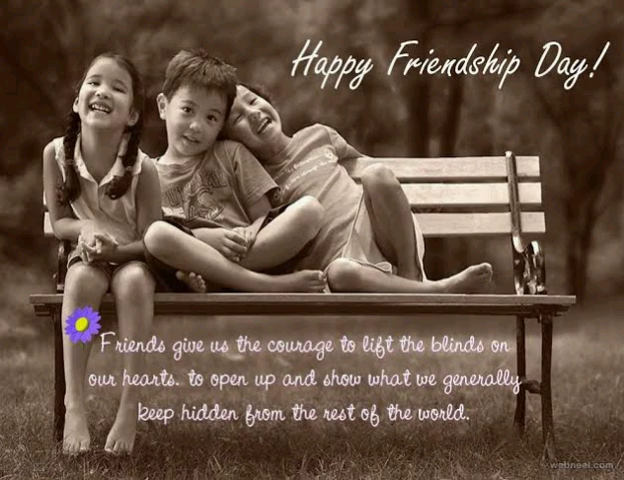 Happy Friendship Day!
Friends give us the courage to lift the blinds on
our hearts. to open up and show what we generally
keep hidden from the rest of the world.
webneel.com